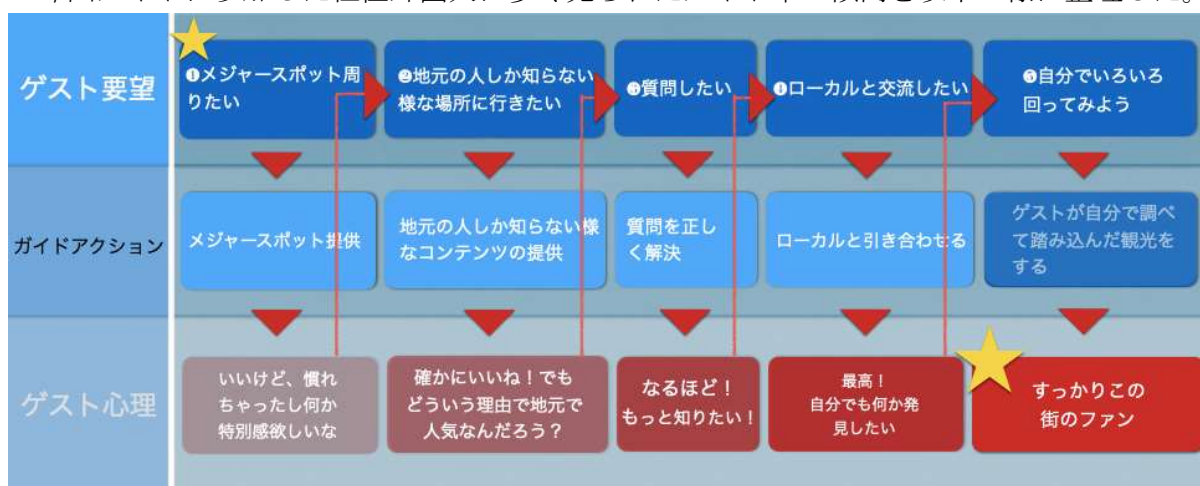 ゲスト要望
❶メジャースポット周
りたい
❷地元の人しか知らない
様な場所に行きたい
❸質問したい
❹ローカルと交流したい
❺自分でいろいろ
回ってみよう
ガイドアクション
メジャースポット提供
地元の人しか知らない様
なコンテンツの提供
質問を正し
く解決
ローカルと引き合わせる
ゲストが自分で調べ
て踏み込んだ観光を
する
ゲスト心理
いいけど、慣れ
ちゃったし何か
特別感欲しいな
確かにいいね！でも
どういう理由で地元で
人気なんだろう？
なるほど！
もっと知りたい！
最高！
自分でも何か発
見したい
すっかりこの
街のファン